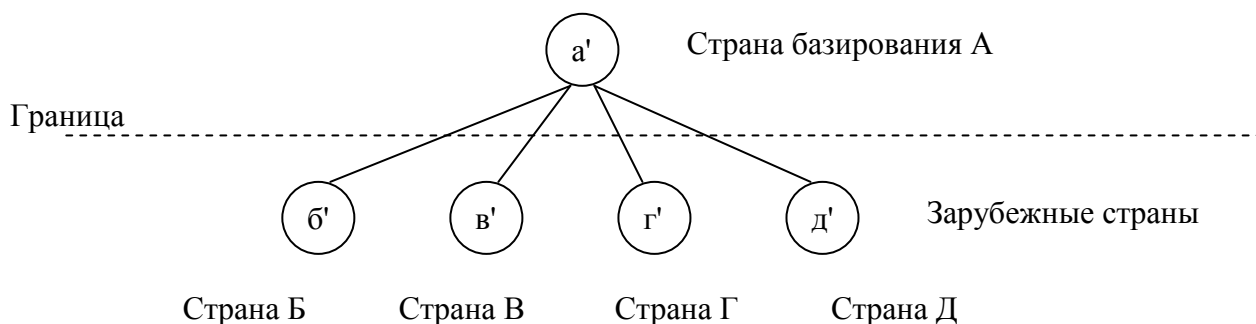 а'
Страна базирования А
Граница
б'
в'
г'
д'
Зарубежные страны
Страна Б
Страна В
Страна Г
Страна Д